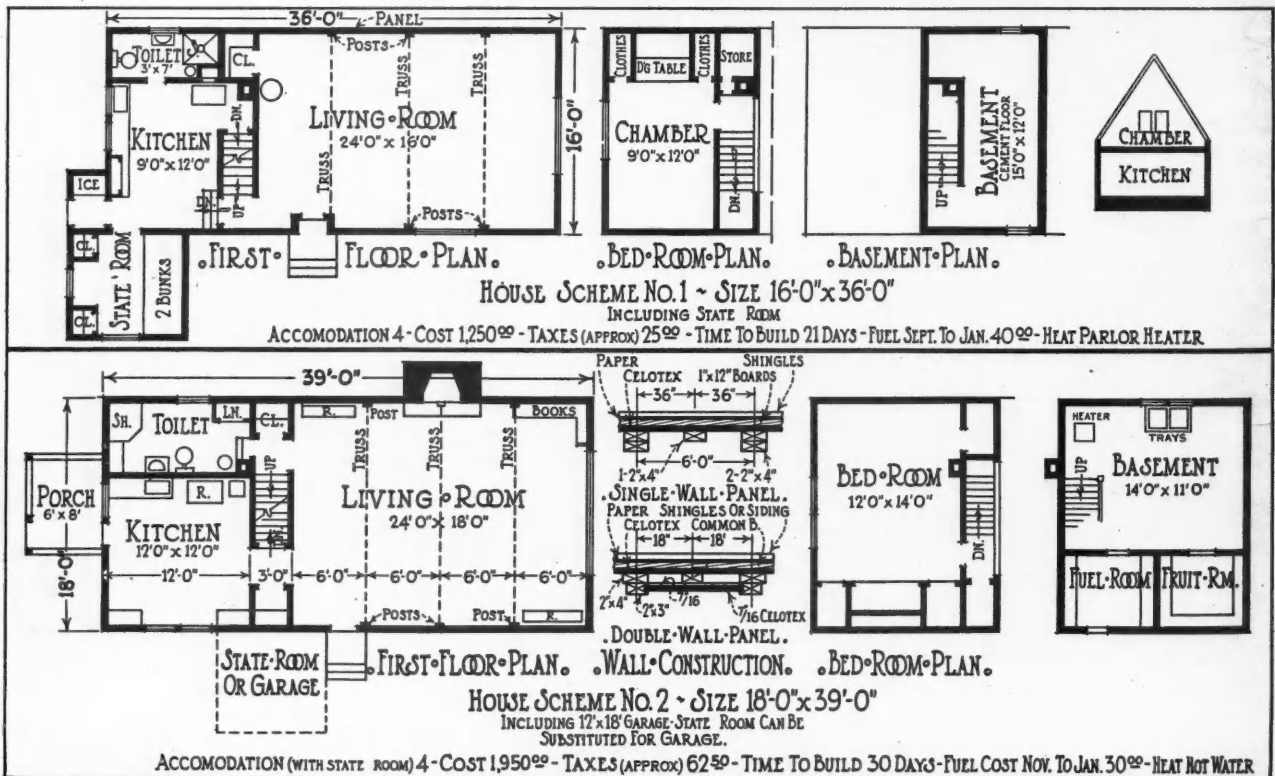 36'-0" PANEL
TOILET
3'x7'
S.
CL.
POSTS
TRUSS
TRUSS
TRUSS
DN.
KITCHEN
9'0"x12'0"
LIVING·ROOM
24'0"x16'0"
16'-0"
ICE
DN.
UP
POSTS
CL.
CL.
STATE ROOM
2 BUNKS
.FIRST· FLOOR·PLAN.
CLOTHES
D'G TABLE
CLOTHES
STORE
CHAMBER
9'0"x12'0"
DN.
.BED·ROOM·PLAN.
UP
BASEMENT
CEMENT FLOOR
15'0"x12'0"
.BASEMENT·PLAN.
CHAMBER
KITCHEN
HOUSE SCHEME NO.1 ~ SIZE 16'-0"x36'-0"
INCLUDING STATE ROOM
ACCOMODATION 4 - COST 1,250.00 - TAXES (APPROX) 25.00 - TIME TO BUILD 21 DAYS - FUEL SEPT. TO JAN. 40.00 - HEAT PARLOR HEATER
39'-0"
SH.
TOILET
LN.
CL.
R.
POST
BOOKS
TRUSS
TRUSS
TRUSS
PORCH
6'x8'
18'-0"
R.
UP
DN.
KITCHEN
12'0"x12'0"
LIVING·ROOM
24'0"x18'0"
12'-0"
3'-0"
6'-0"
6'-0"
6'-0"
6'-0"
POSTS
POST
R.
STATE·ROOM
OR GARAGE
.FIRST·FLOOR·PLAN.
PAPER SHINGLES
CELOTEX 1"x12" BOARDS
36" 36"
6'-0"
1-2"x4" 2-2"x4"
.SINGLE·WALL·PANEL.
PAPER SHINGLES OR SIDING
CELOTEX COMMON B.
18" 18'
2"x4"
2"x3"
7/16
7/16 CELOTEX
.DOUBLE·WALL·PANEL.
.WALL·CONSTRUCTION.
BED·ROOM
12'0"x14'0"
DN.
.BED·ROOM·PLAN.
HEATER
TRAYS
UP
BASEMENT
14'0"x11'0"
FUEL·ROOM
FRUIT·RM.
HOUSE SCHEME NO.2 ~ SIZE 18'-0"x39'-0"
INCLUDING 12'x18' GARAGE-STATE ROOM CAN BE
SUBSTITUTED FOR GARAGE.
ACCOMODATION (WITH STATE ROOM) 4 - COST 1,950.00 - TAXES (APPROX) 62.50 - TIME TO BUILD 30 DAYS - FUEL COST NOV. TO JAN. 30.00 - HEAT HOT WATER